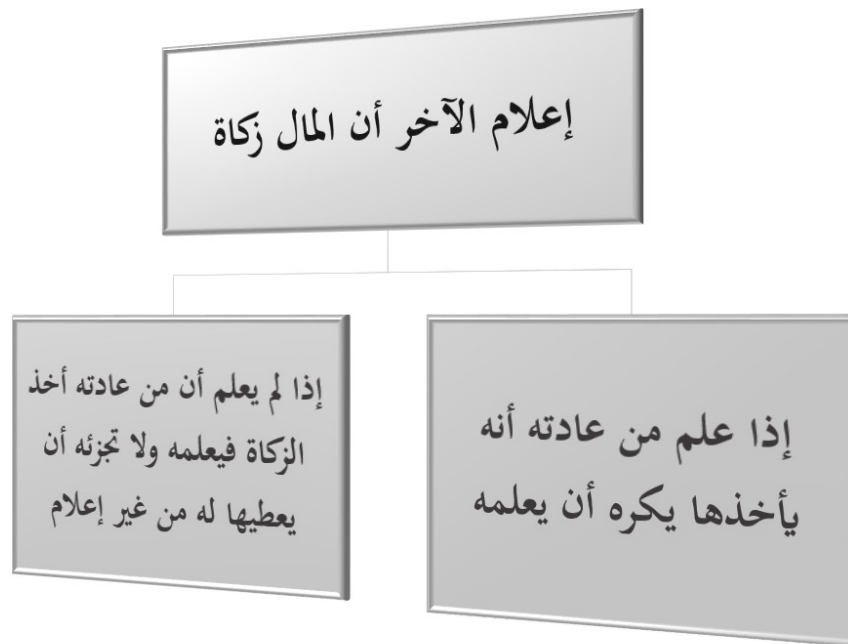 إعلام الآخر أن المال زكاة
إذا علم من عادته أنه
يأخذها يكره أن يعلمه
إذا لم يعلم أن من عادته أخذ
الزكاة فيعلمه ولا تجزئه أن
يعطيها له من غير إعلام